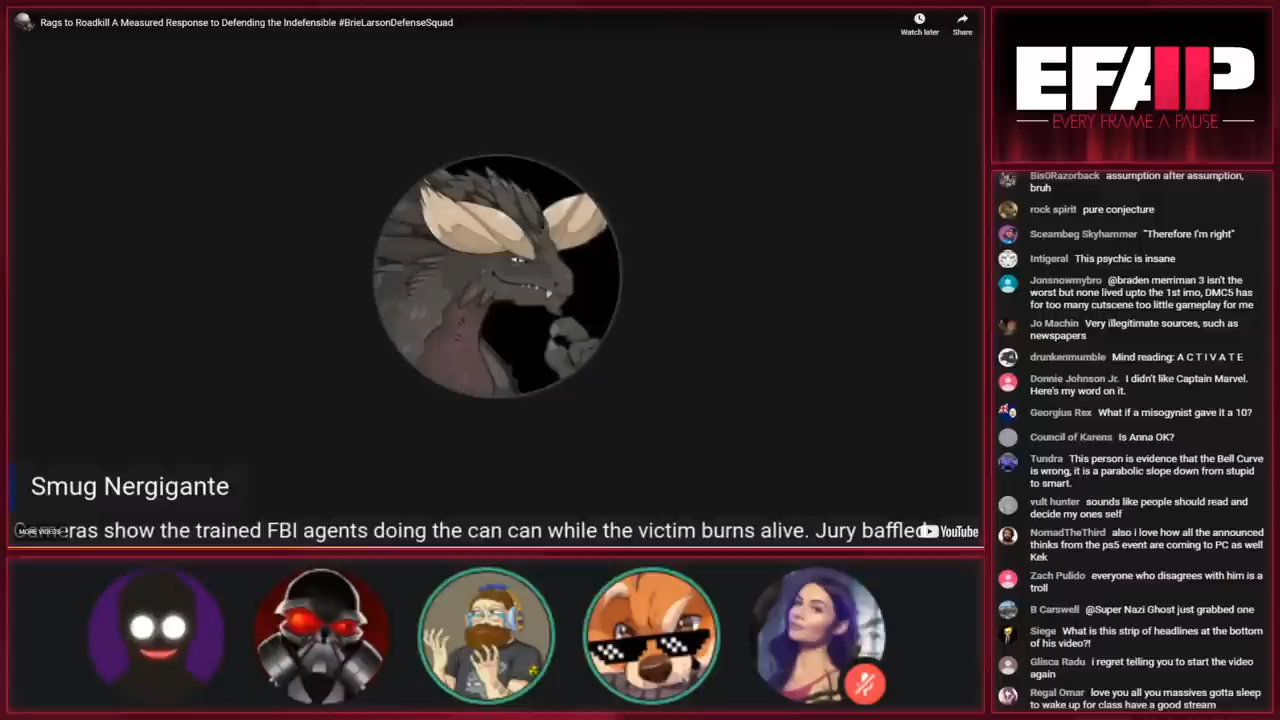 Rags to Roadkill A Measured Response to Defending the Indefensible #BrieLarsonDefenseSquad
Watch later
Share
Smug Nergigante
MORE VIDEOS
Cameras show the trained FBI agents doing the can can while the victim burns alive. Jury baffled
YouTube
EFAP
EVERY FRAME A PAUSE
Bis0Razorback assumption after assumption,
bruh
rock spirit pure conjecture
Sceambeg Skyhammer "Therefore I'm right"
Intigeral This psychic is insane
Jonsnowmybro @braden merriman 3 isn't the
worst but none lived upto the 1st imo, DMC5 has
for too many cutscene too little gameplay for me
Jo Machin Very illegitimate sources, such as
newspapers
drunkenmumble Mind reading: A C T I V A T E
Donnie Johnson Jr. I didn't like Captain Marvel.
Here's my word on it.
Georgius Rex What if a misogynist gave it a 10?
Council of Karens Is Anna OK?
Tundra This person is evidence that the Bell Curve
is wrong, it is a parabolic slope down from stupid
to smart.
vult hunter sounds like people should read and
decide my ones self
NomadTheThird also i love how all the announced
thinks from the ps5 event are coming to PC as well
Kek
Zach Pulido everyone who disagrees with him is a
troll
B Carswell @Super Nazi Ghost just grabbed one
Siege What is this strip of headlines at the bottom
of his video?!
Glisca Radu i regret telling you to start the video
again
Regal Omar love you all you massives gotta sleep
to wake up for class have a good stream